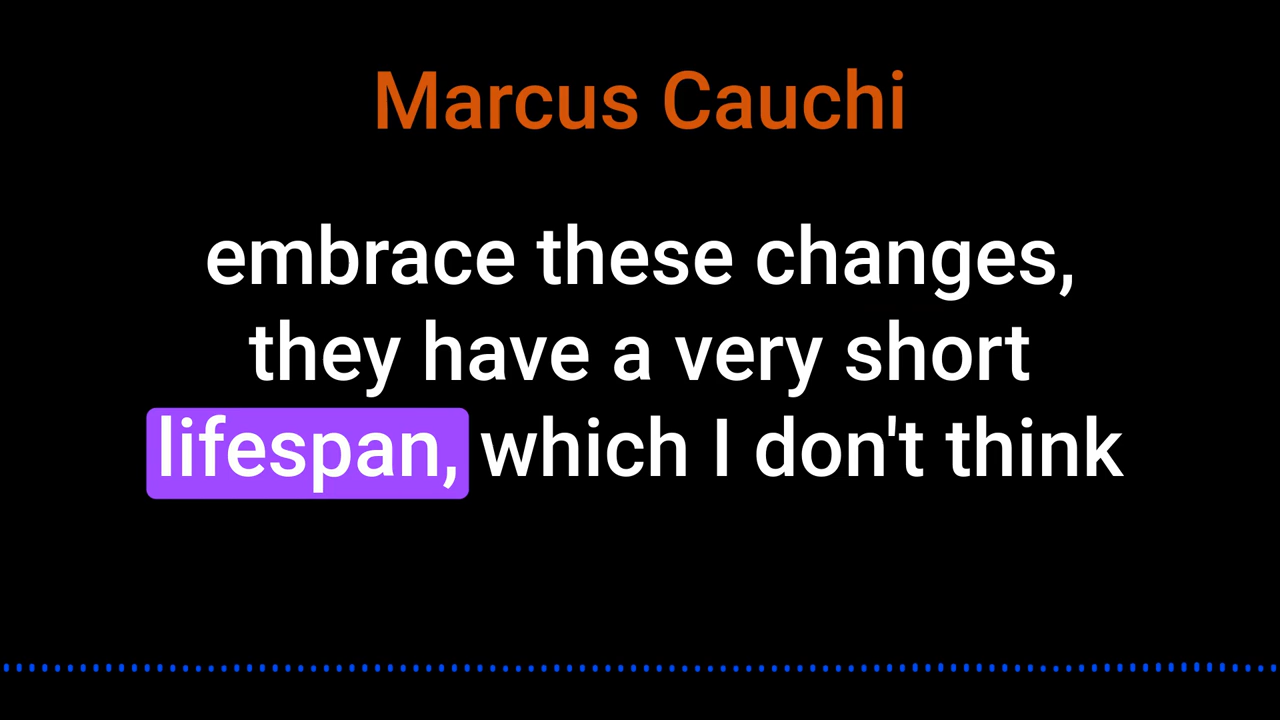 Marcus Cauchi
embrace these changes,
they have a very short
lifespan, which I don't think